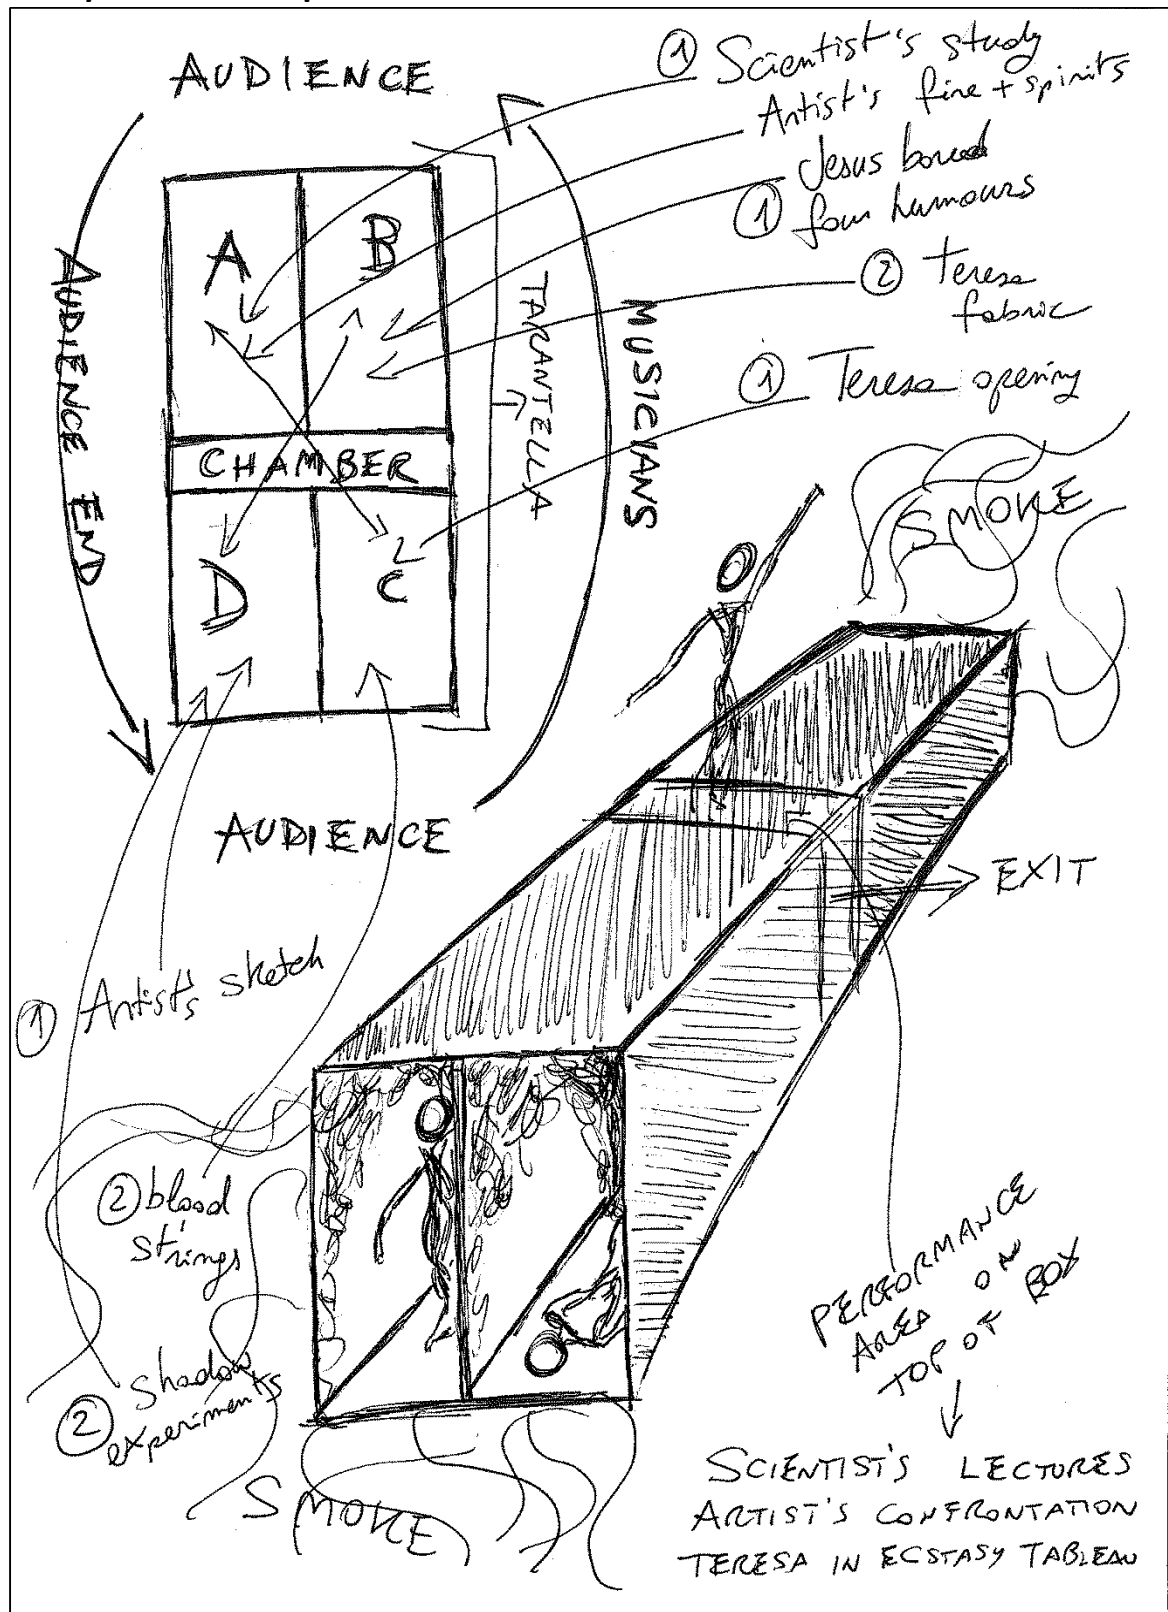 AUDIENCE
① Scientist's study
Artist's fire + spirits
Jesus bored
① four humours
② Teresa
fabric
① Teresa opening
A
B
TARANTELLA
MUSICIANS
AUDIENCE END
CHAMBER
D
C
SMOKE
AUDIENCE
EXIT
① Artist's sketch
② blood
strings
② Shadow
experiments
SMOKE
PERFORMANCE
AREA ON
TOP OF BOX
SCIENTIST'S LECTURES
ARTIST'S CONFRONTATION
TERESA IN ECSTASY TABLEAU